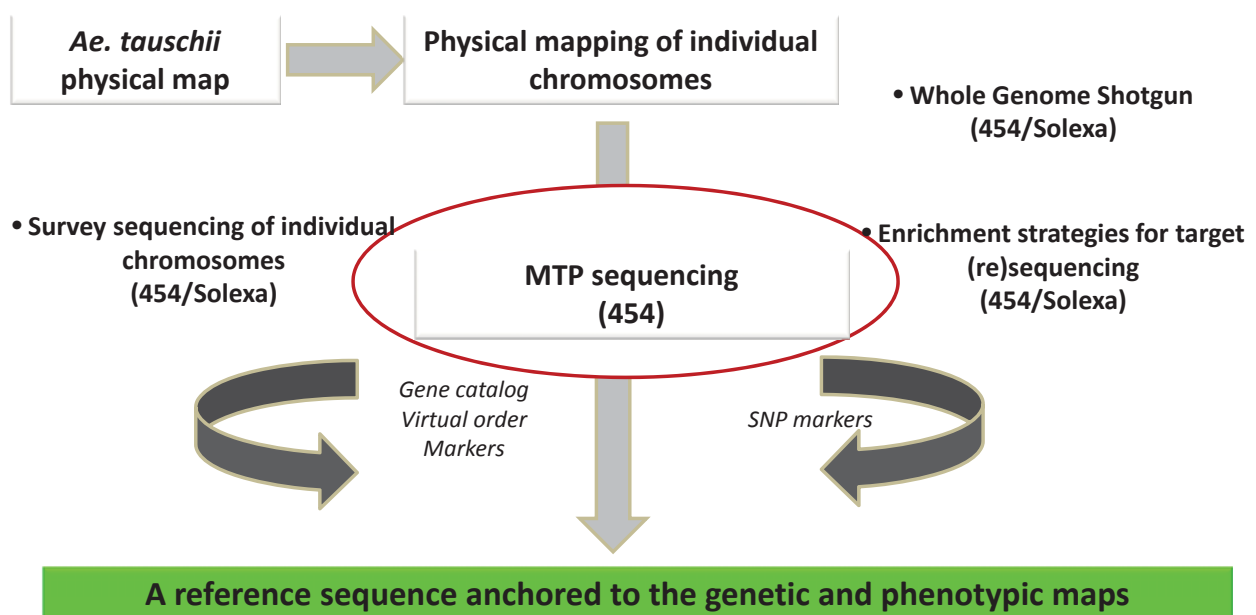 Ae. tauschii
physical map
Physical mapping of individual
chromosomes
• Whole Genome Shotgun
(454/Solexa)
• Survey sequencing of individual
chromosomes
(454/Solexa)
MTP sequencing
(454)
• Enrichment strategies for target
(re)sequencing
(454/Solexa)
Gene catalog
Virtual order
Markers
SNP markers
A reference sequence anchored to the genetic and phenotypic maps